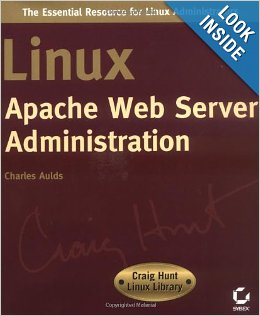 The Essential Resource for Linux Administrat
LOOK
INSIDE!
Linux
Apache Web Server
Administration
Charles Aulds
Craig Hunt
Craig Hunt
Linux Library
SYBEX